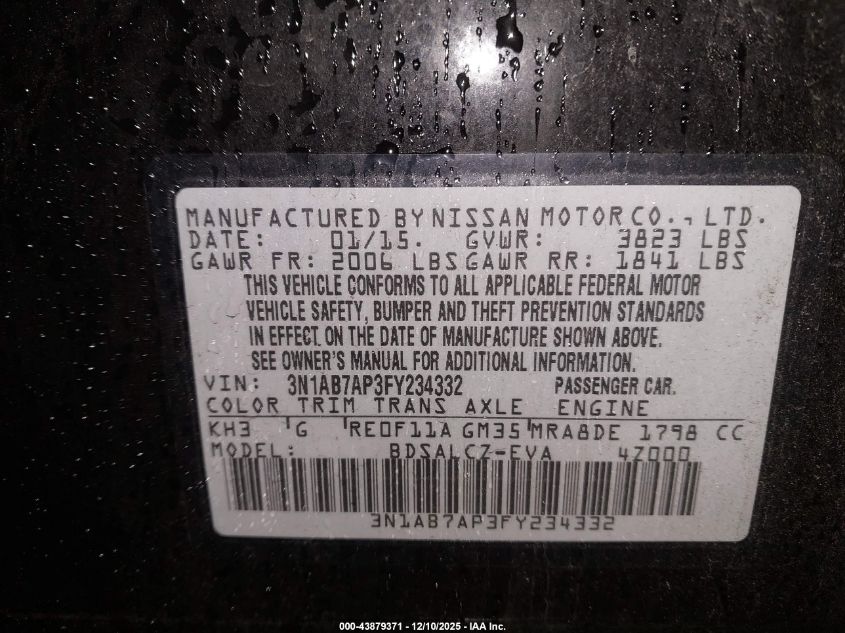 MANUFACTURED BY NISSAN MOTOR CO., LTD.
DATE: 01/15. GVWR: 3823 LBS
GAWR FR: 2006 LBS GAWR RR: 1841 LBS
THIS VEHICLE CONFORMS TO ALL APPLICABLE FEDERAL MOTOR
VEHICLE SAFETY, BUMPER AND THEFT PREVENTION STANDARDS
IN EFFECT ON THE DATE OF MANUFACTURE SHOWN ABOVE.
SEE OWNER'S MANUAL FOR ADDITIONAL INFORMATION.
VIN: 3N1AB7AP3FY234332 PASSENGER CAR.
COLOR TRIM TRANS AXLE ENGINE
KH3 G RE0F11A GM35 MRA8DE 1798 CC
MODEL: BDSALCZ-EVA 4Z000
3N1AB7AP3FY234332
000-43879371 - 12/10/2025 - IAA Inc.